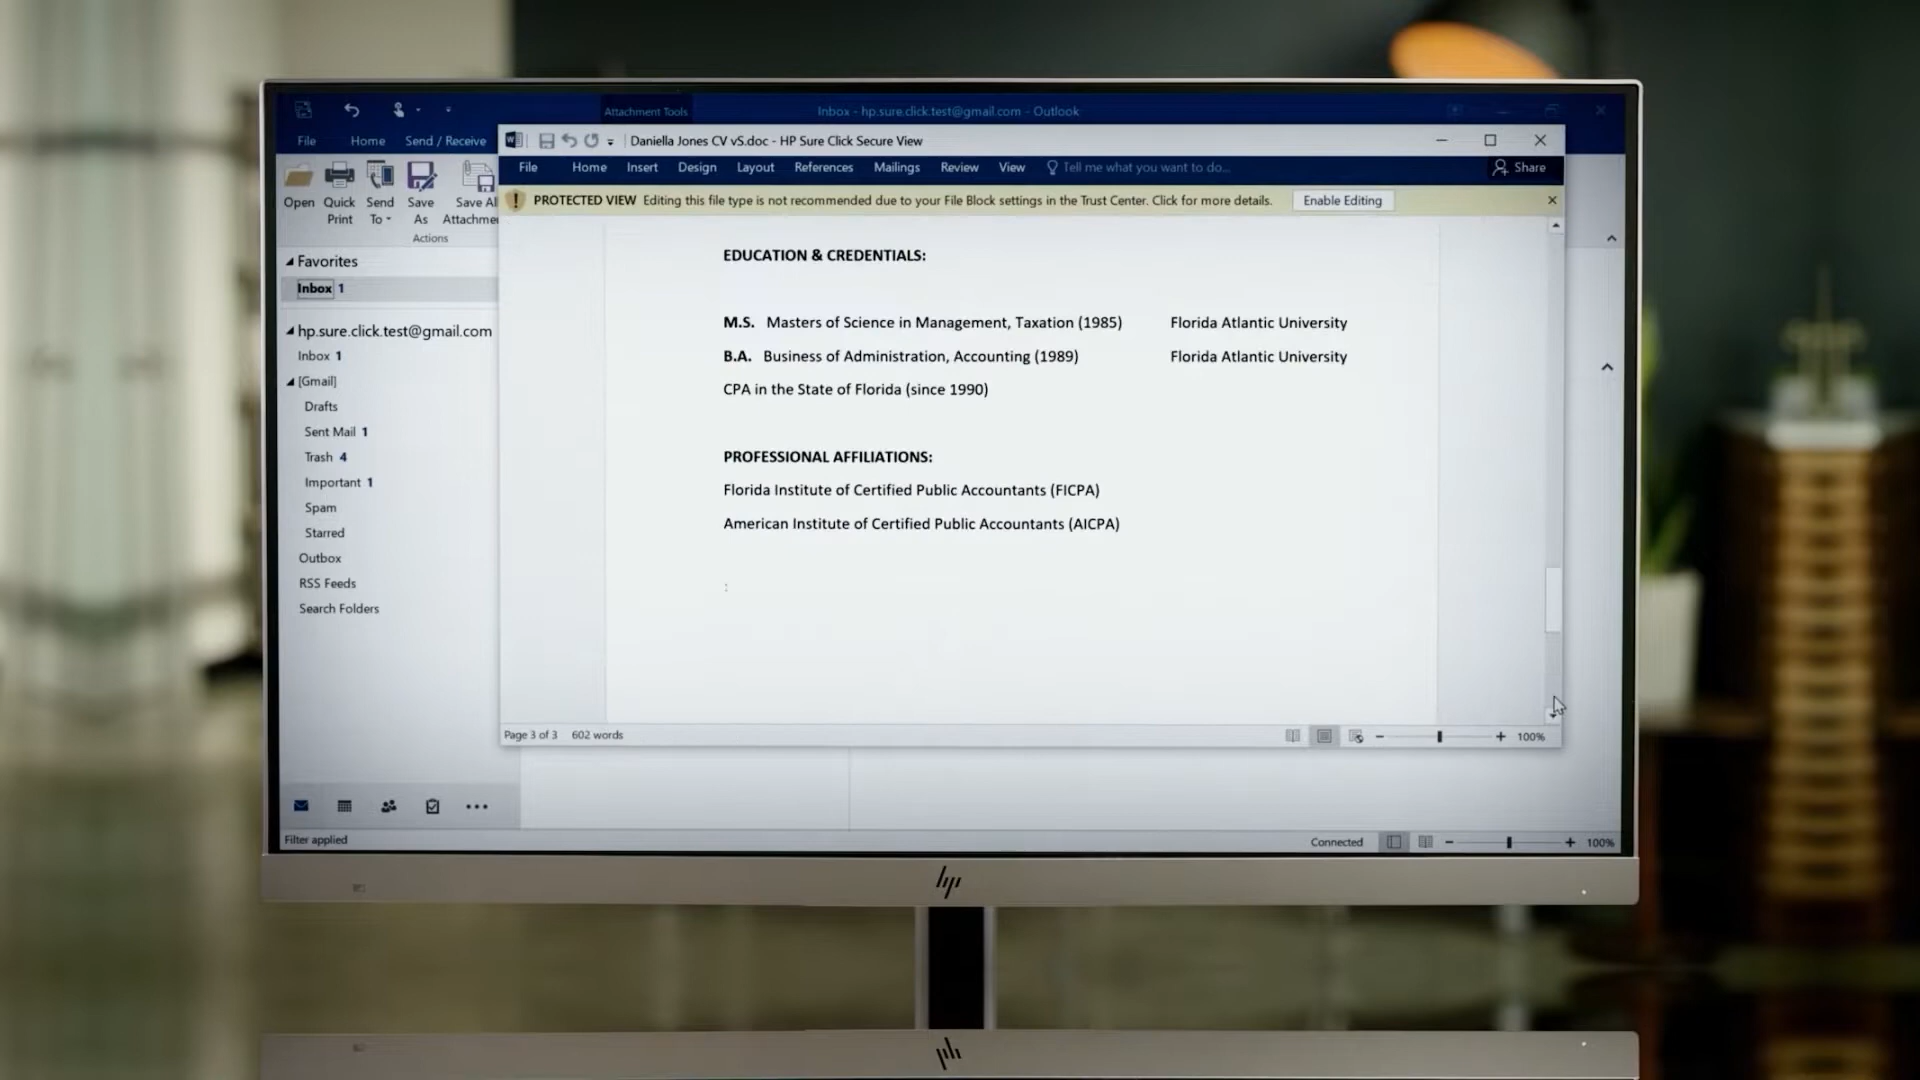 Attachment Tools
Inbox - hp.sure.click.test@gmail.com - Outlook
File Home Send / Receive
Daniella Jones CV v5.doc - HP Sure Click Secure View
File Home Insert Design Layout References Mailings Review View Tell me what you want to do... Share
Open Quick Print Send To Save As Save All Attachme
Actions
PROTECTED VIEW Editing this file type is not recommended due to your File Block settings in the Trust Center. Click for more details. Enable Editing
Favorites
Inbox 1
hp.sure.click.test@gmail.com
Inbox 1
[Gmail]
Drafts
Sent Mail 1
Trash 4
Important 1
Spam
Starred
Outbox
RSS Feeds
Search Folders
EDUCATION & CREDENTIALS:
M.S. Masters of Science in Management, Taxation (1985) Florida Atlantic University
B.A. Business of Administration, Accounting (1989) Florida Atlantic University
CPA in the State of Florida (since 1990)
PROFESSIONAL AFFILIATIONS:
Florida Institute of Certified Public Accountants (FICPA)
American Institute of Certified Public Accountants (AICPA)
:
Page 3 of 3 602 words 100%
Filter applied Connected 100%
hp